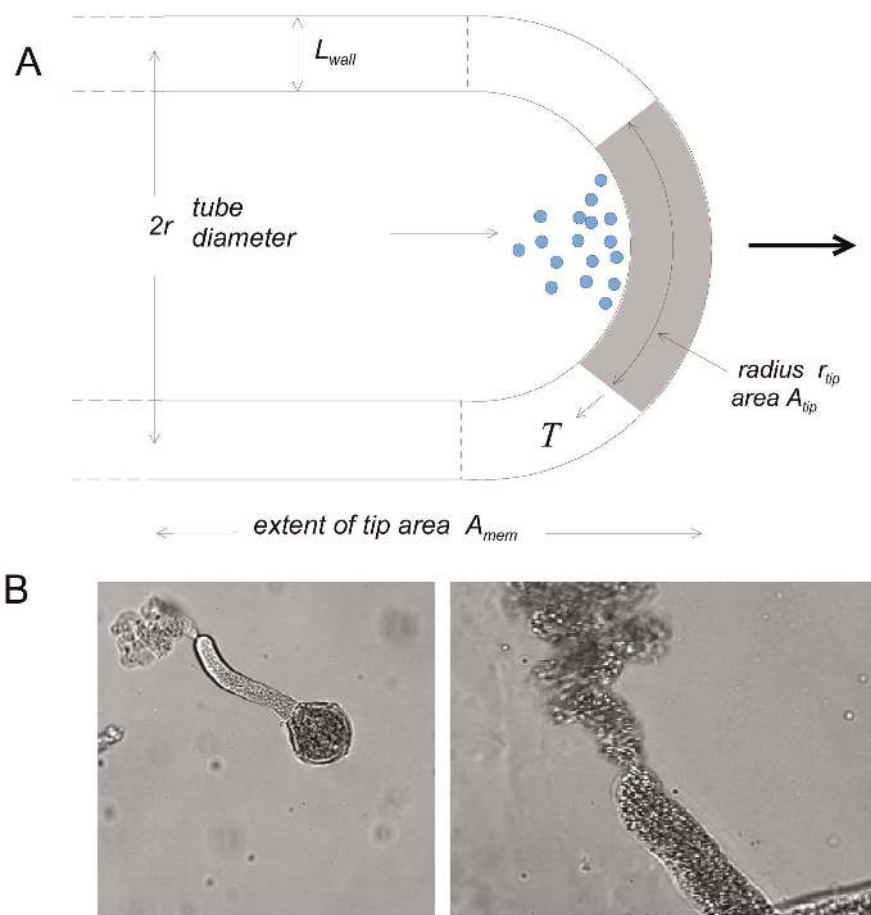 A
L_wall
2r tube
diameter
radius r_tip
area A_tip
T
extent of tip area A_mem
B